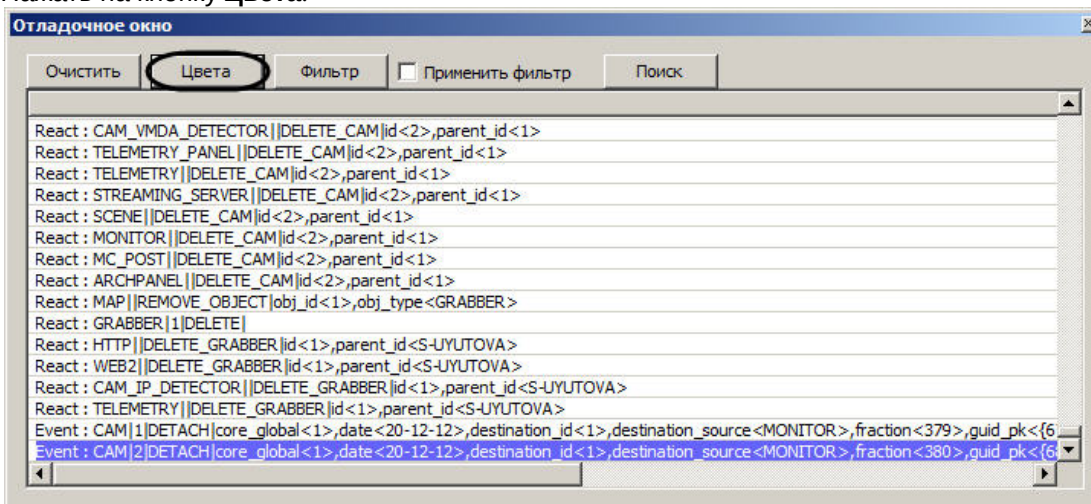 Нажать на кнопку Цвета.
Отладочное окно
Очистить Цвета Фильтр Применить фильтр Поиск
React : CAM_VMDA_DETECTOR||DELETE_CAM|id<2>,parent_id<1>
React : TELEMETRY_PANEL||DELETE_CAM|id<2>,parent_id<1>
React : TELEMETRY||DELETE_CAM|id<2>,parent_id<1>
React : STREAMING_SERVER||DELETE_CAM|id<2>,parent_id<1>
React : SCENE||DELETE_CAM|id<2>,parent_id<1>
React : MONITOR||DELETE_CAM|id<2>,parent_id<1>
React : MC_POST||DELETE_CAM|id<2>,parent_id<1>
React : ARCHPANEL||DELETE_CAM|id<2>,parent_id<1>
React : MAP||REMOVE_OBJECT|obj_id<1>,obj_type<GRABBER>
React : GRABBER|1|DELETE|
React : HTTP||DELETE_GRABBER|id<1>,parent_id<S-UYUTOVA>
React : WEB2||DELETE_GRABBER|id<1>,parent_id<S-UYUTOVA>
React : CAM_IP_DETECTOR||DELETE_GRABBER|id<1>,parent_id<S-UYUTOVA>
React : TELEMETRY||DELETE_GRABBER|id<1>,parent_id<S-UYUTOVA>
Event : CAM|1|DETACH|core_global<1>,date<20-12-12>,destination_id<1>,destination_source<MONITOR>,fraction<379>,guid_pk<{6
Event : CAM|2|DETACH|core_global<1>,date<20-12-12>,destination_id<1>,destination_source<MONITOR>,fraction<380>,guid_pk<{6